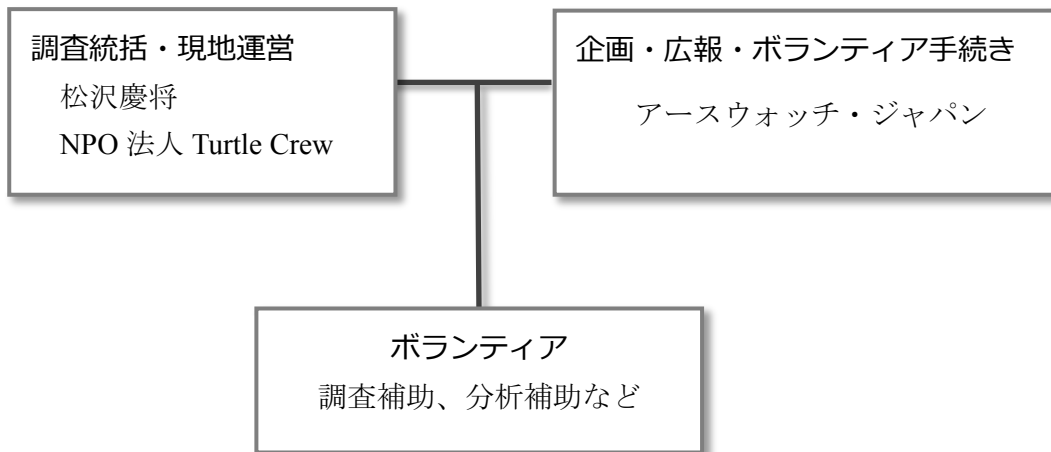 調査統括・現地運営
松沢慶将
NPO 法人 Turtle Crew
企画・広報・ボランティア手続き
アースウォッチ・ジャパン
ボランティア
調査補助、分析補助など